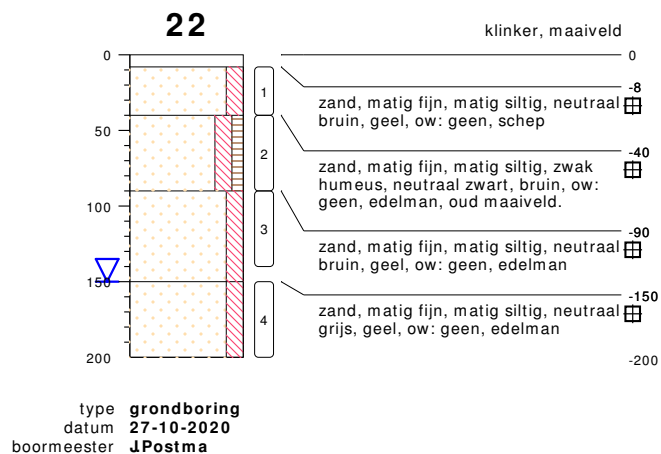 22
klinker, maaiveld
0
0
-8
zand, matig fijn, matig siltig, neutraal
bruin, geel, ow: geen, schep
1
50
-40
zand, matig fijn, matig siltig, zwak
humeus, neutraal zwart, bruin, ow:
geen, edelman, oud maaiveld.
2
100
-90
zand, matig fijn, matig siltig, neutraal
bruin, geel, ow: geen, edelman
3
150
-150
zand, matig fijn, matig siltig, neutraal
grijs, geel, ow: geen, edelman
4
200
-200
type grondboring
datum 27-10-2020
boormeester J.Postma